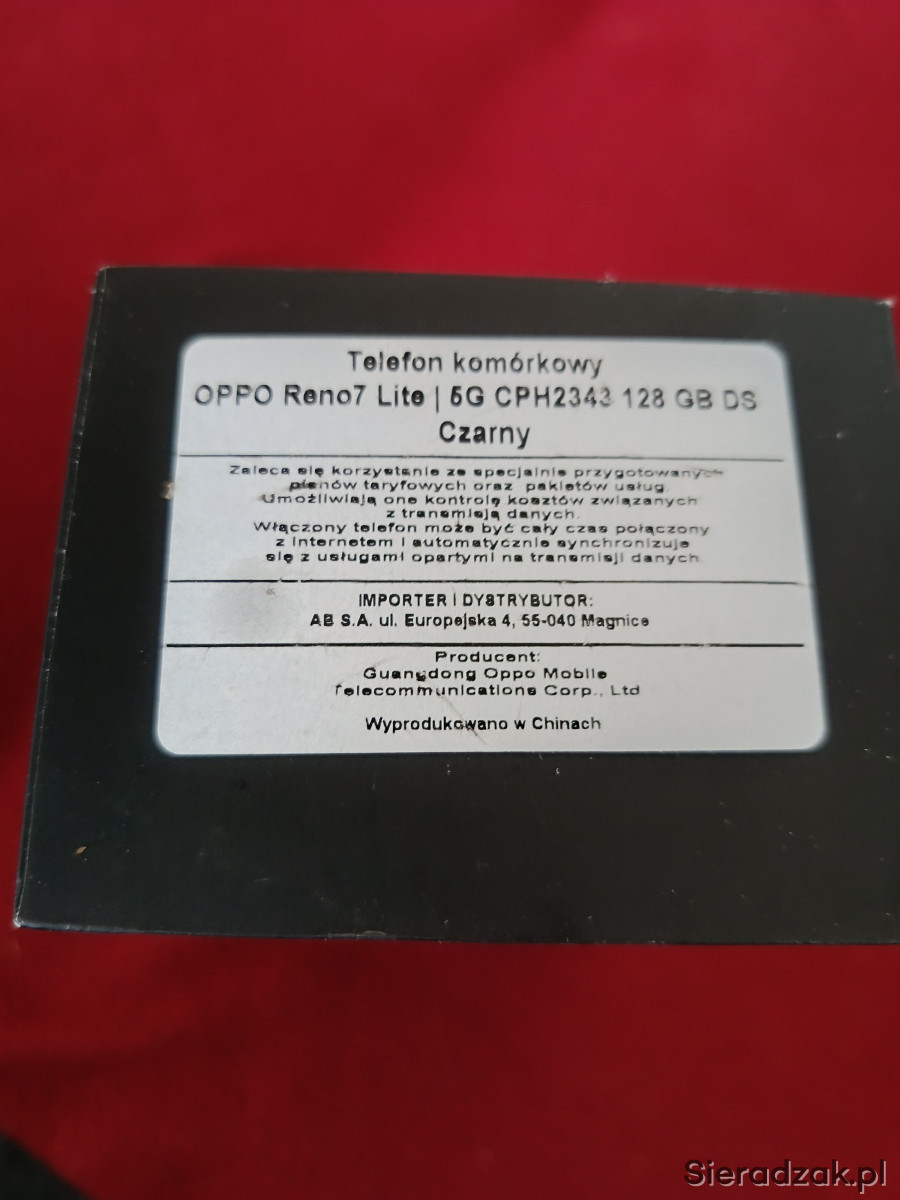 Telefon komórkowy
OPPO Reno7 Lite | 5G CPH2343 128 GB DS
Czarny
Zaleca się korzystanie ze specjalnie przygotowanych
planów taryfowych oraz pakietów usług.
Umożliwiają one kontrolę kosztów związanych
z transmisją danych.
Włączony telefon może być cały czas połączony
z internetem i automatycznie synchronizuje
się z usługami opartymi na transmisji danych
IMPORTER I DYSTRYBUTOR:
AB S.A. ul. Europejska 4, 55-040 Magnice
Producent:
Guangdong Oppo Mobile
Telecommunications Corp., Ltd
Wyprodukowano w Chinach
Sieradzak.pl